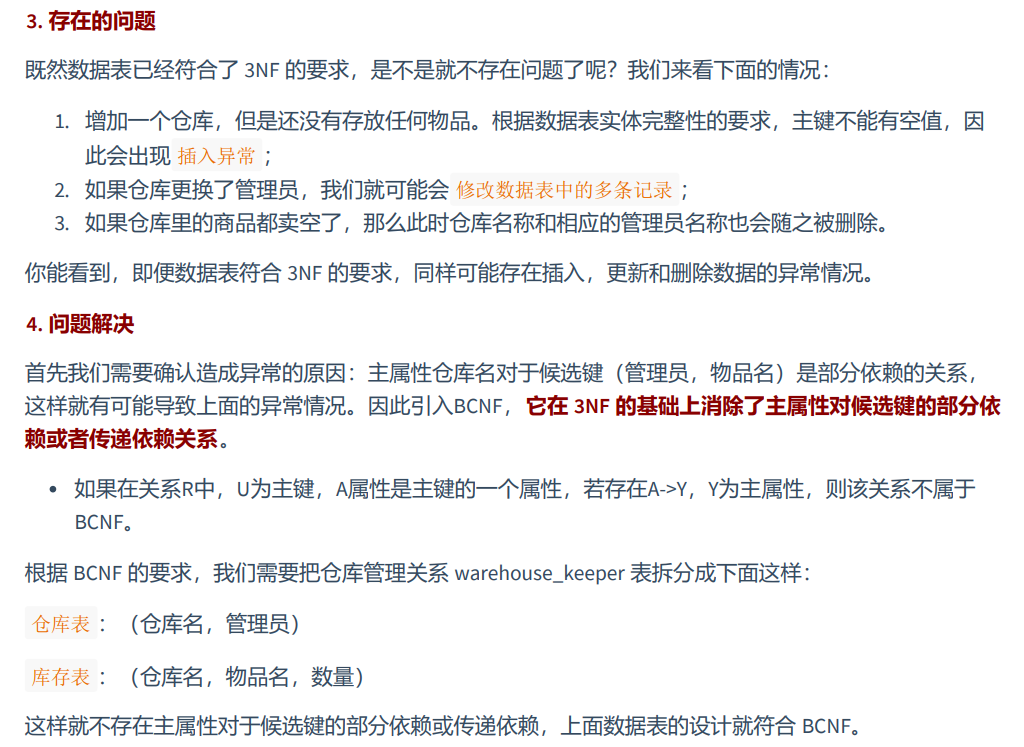 3. 存在的问题
既然数据表已经符合了 3NF 的要求，是不是就不存在问题了呢？我们来看下面的情况：
1. 增加一个仓库，但是还没有存放任何物品。根据数据表实体完整性的要求，主键不能有空值，因
此会出现 插入异常 ；
2. 如果仓库更换了管理员，我们就可能会 修改数据表中的多条记录 ；
3. 如果仓库里的商品都卖空了，那么此时仓库名称和相应的管理员名称也会随之被删除。
你能看到，即便数据表符合 3NF 的要求，同样可能存在插入，更新和删除数据的异常情况。
4. 问题解决
首先我们需要确认造成异常的原因：主属性仓库名对于候选键（管理员，物品名）是部分依赖的关系，
这样就有可能导致上面的异常情况。因此引入BCNF，它在 3NF 的基础上消除了主属性对候选键的部分依
赖或者传递依赖关系。
• 如果在关系R中，U为主键，A属性是主键的一个属性，若存在A->Y，Y为主属性，则该关系不属于
BCNF。
根据 BCNF 的要求，我们需要把仓库管理关系 warehouse_keeper 表拆分成下面这样：
仓库表 ：（仓库名，管理员）
库存表 ：（仓库名，物品名，数量）
这样就不存在主属性对于候选键的部分依赖或传递依赖，上面数据表的设计就符合 BCNF。